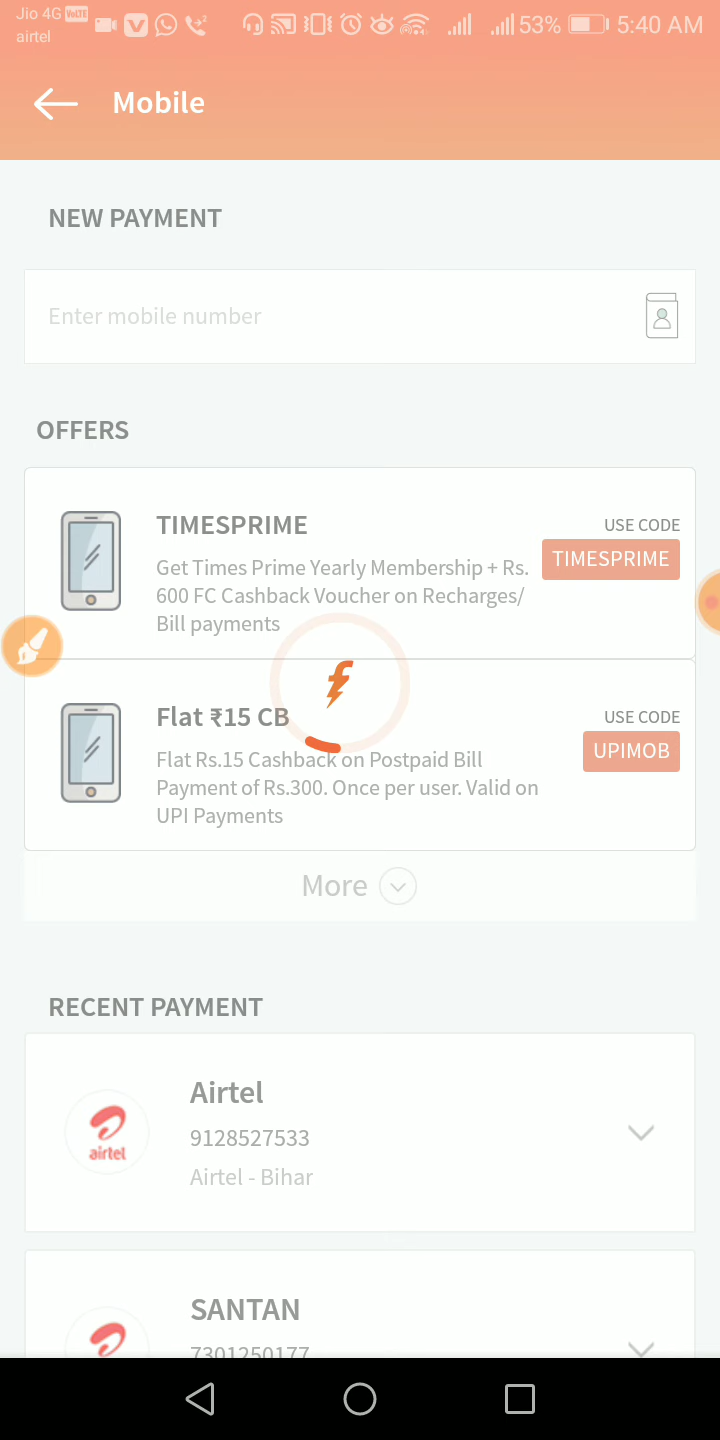 Jio 4G VoLTE
airtel
53% 5:40 AM
Mobile
NEW PAYMENT
Enter mobile number
OFFERS
TIMESPRIME
USE CODE
TIMESPRIME
Get Times Prime Yearly Membership + Rs.
600 FC Cashback Voucher on Recharges/
Bill payments
Flat ₹15 CB
USE CODE
UPIMOB
Flat Rs.15 Cashback on Postpaid Bill
Payment of Rs.300. Once per user. Valid on
UPI Payments
More
RECENT PAYMENT
Airtel
airtel
9128527533
Airtel - Bihar
SANTAN
7301250177